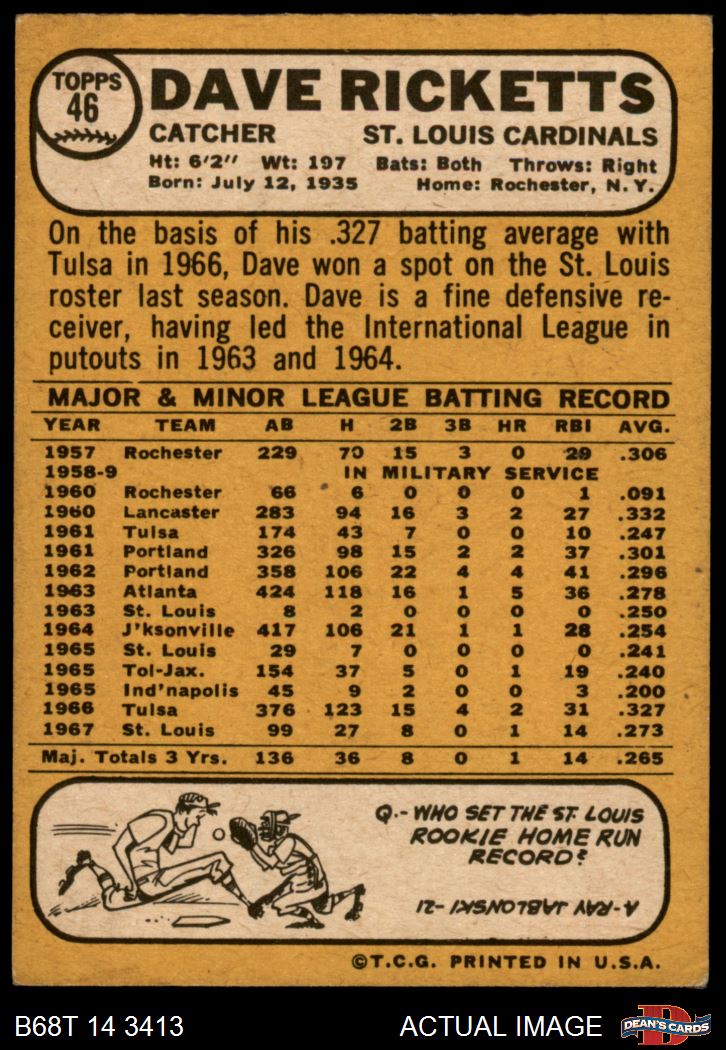 TOPPS
46
DAVE RICKETTS
CATCHER ST. LOUIS CARDINALS
Ht: 6'2" Wt: 197 Bats: Both Throws: Right
Born: July 12, 1935 Home: Rochester, N.Y.
On the basis of his .327 batting average with
Tulsa in 1966, Dave won a spot on the St. Louis
roster last season. Dave is a fine defensive re-
ceiver, having led the International League in
putouts in 1963 and 1964.
MAJOR & MINOR LEAGUE BATTING RECORD
YEAR TEAM AB H 2B 3B HR RBI AVG.
1957 Rochester 229 70 15 3 0 29 .306
1958-9 IN MILITARY SERVICE
1960 Rochester 66 6 0 0 0 1 .091
1960 Lancaster 283 94 16 3 2 27 .332
1961 Tulsa 174 43 7 0 0 10 .247
1961 Portland 326 98 15 2 2 37 .301
1962 Portland 358 106 22 4 4 41 .296
1963 Atlanta 424 118 16 1 5 36 .278
1963 St. Louis 8 2 0 0 0 0 .250
1964 J'ksonville 417 106 21 1 1 28 .254
1965 St. Louis 29 7 0 0 0 0 .241
1965 Tol-Jax. 154 37 5 0 1 19 .240
1965 Ind'napolis 45 9 2 0 0 3 .200
1966 Tulsa 376 123 15 4 2 31 .327
1967 St. Louis 99 27 8 0 1 14 .273
Maj. Totals 3 Yrs. 136 36 8 0 1 14 .265
Q.- WHO SET THE ST. LOUIS
ROOKIE HOME RUN
RECORD?
A- RAY JABLONSKI - 21
©T.C.G. PRINTED IN U.S.A.
B68T 14 3413 ACTUAL IMAGE
D
DEAN'S CARDS